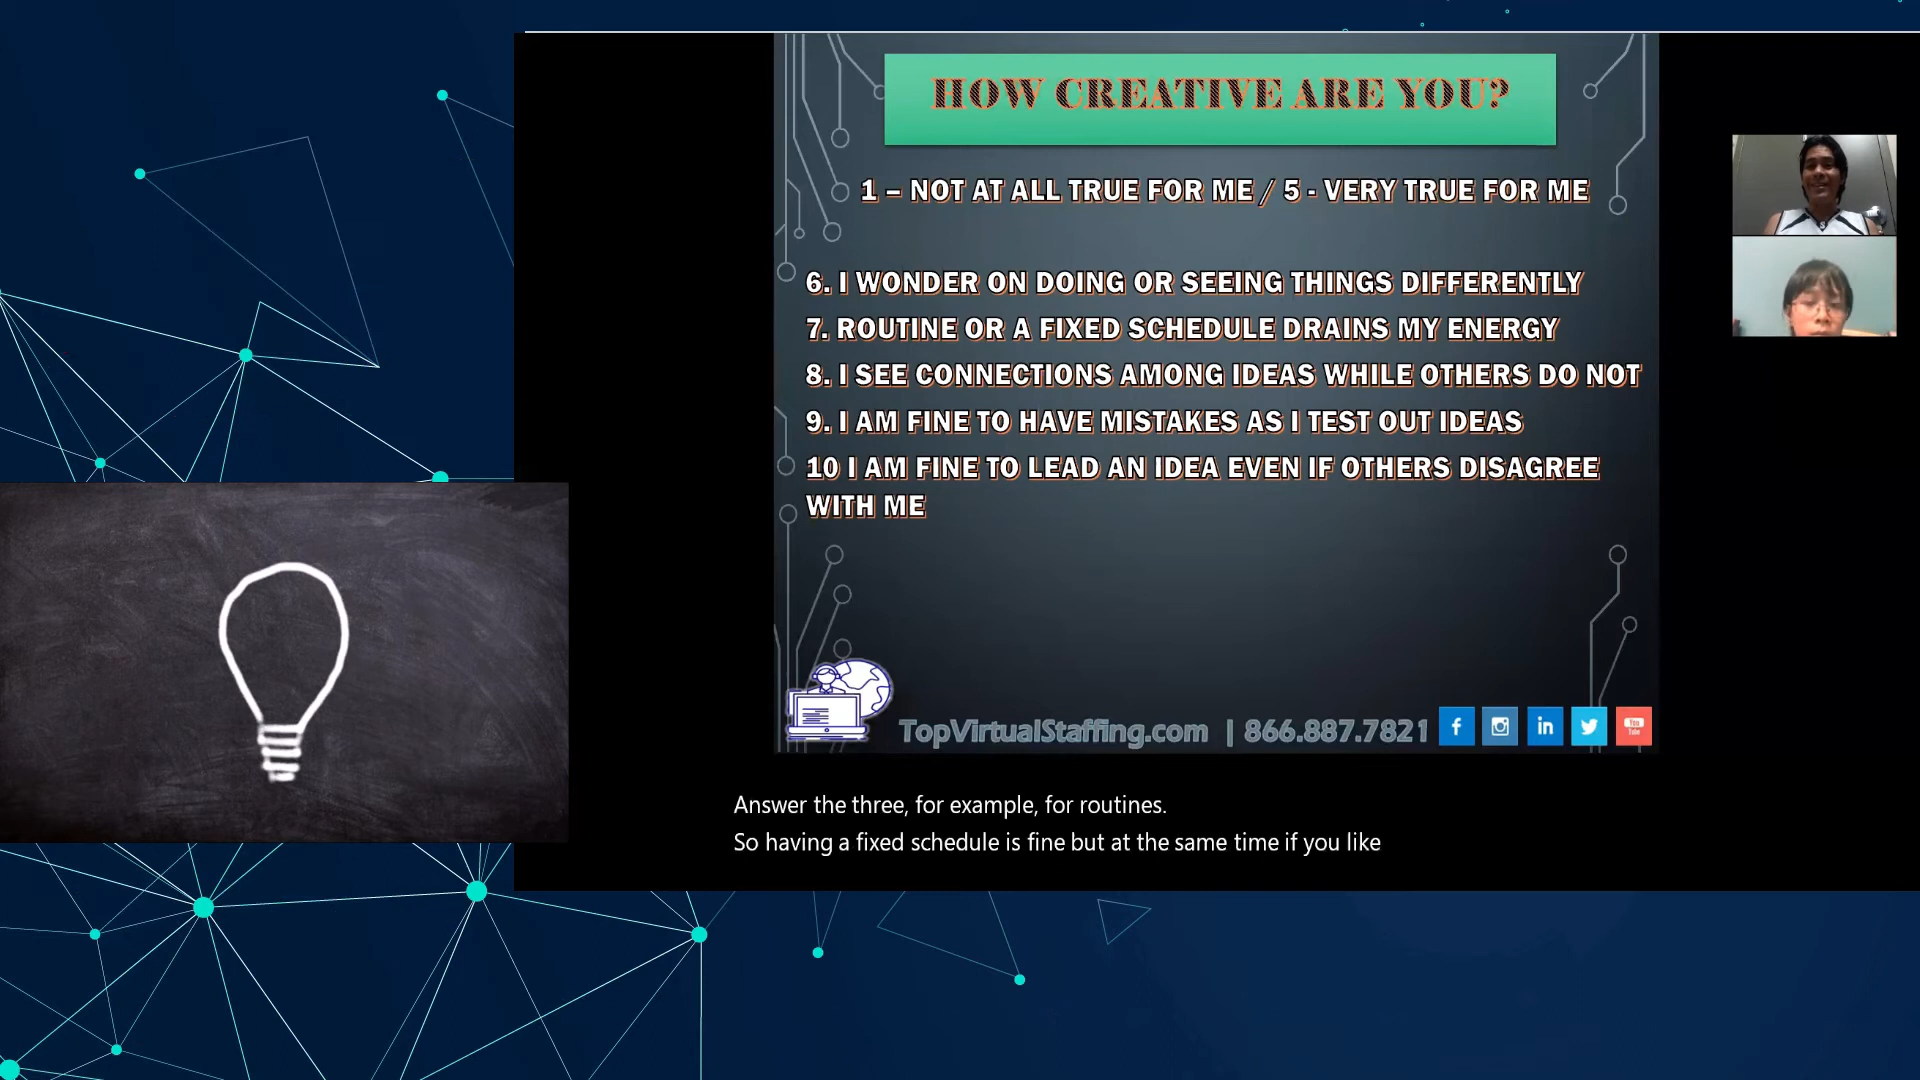 HOW CREATIVE ARE YOU?
1 – NOT AT ALL TRUE FOR ME / 5 - VERY TRUE FOR ME
6. I WONDER ON DOING OR SEEING THINGS DIFFERENTLY
7. ROUTINE OR A FIXED SCHEDULE DRAINS MY ENERGY
8. I SEE CONNECTIONS AMONG IDEAS WHILE OTHERS DO NOT
9. I AM FINE TO HAVE MISTAKES AS I TEST OUT IDEAS
10 I AM FINE TO LEAD AN IDEA EVEN IF OTHERS DISAGREE
WITH ME
TopVirtualStaffing.com | 866.887.7821 f in You Tube
Answer the three, for example, for routines.
So having a fixed schedule is fine but at the same time if you like